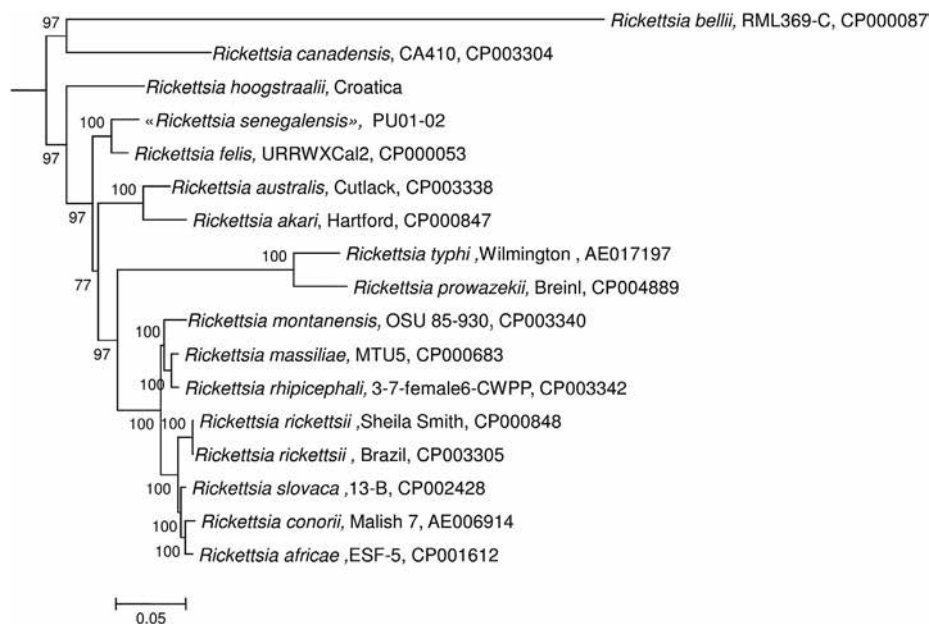 97
Rickettsia bellii, RML369-C, CP000087
Rickettsia canadensis, CA410, CP003304
Rickettsia hoogstraalii, Croatica
100
«Rickettsia senegalensis», PU01-02
97
Rickettsia felis, URRWXCal2, CP000053
100
Rickettsia australis, Cutlack, CP003338
97
Rickettsia akari, Hartford, CP000847
100
Rickettsia typhi ,Wilmington , AE017197
77
Rickettsia prowazekii, Breinl, CP004889
100
Rickettsia montanensis, OSU 85-930, CP003340
97
Rickettsia massiliae, MTU5, CP000683
100
Rickettsia rhipicephali, 3-7-female6-CWPP, CP003342
100 100
Rickettsia rickettsii ,Sheila Smith, CP000848
Rickettsia rickettsii , Brazil, CP003305
100
Rickettsia slovaca ,13-B, CP002428
100
Rickettsia conorii, Malish 7, AE006914
100
Rickettsia africae ,ESF-5, CP001612
0.05